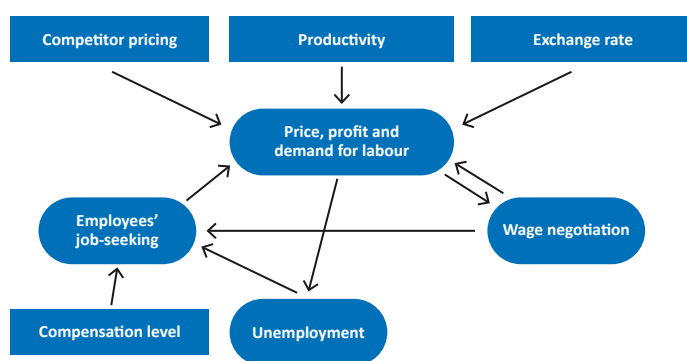 Competitor pricing
Productivity
Exchange rate
Price, profit and
demand for labour
Employees’
job-seeking
Wage negotiation
Compensation level
Unemployment